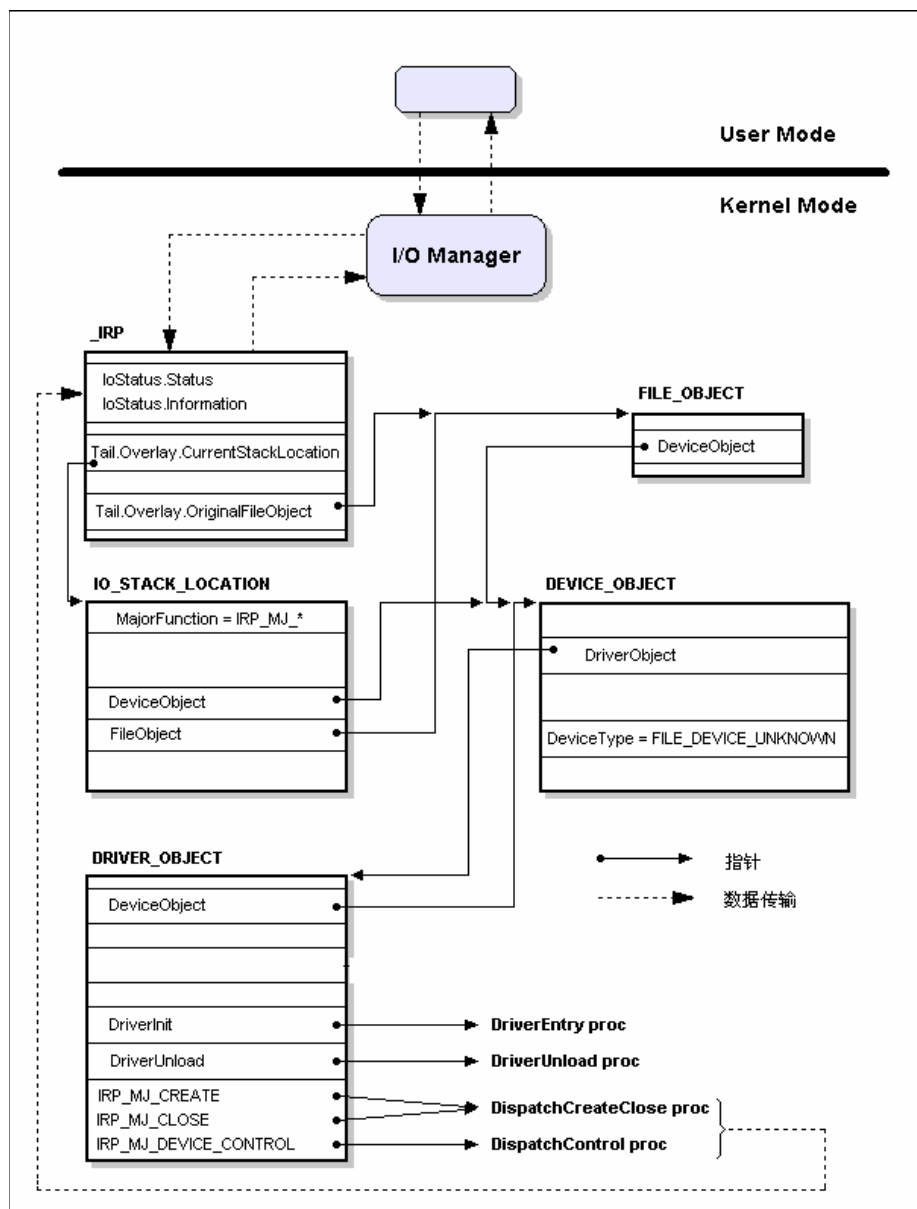 User Mode
Kernel Mode
I/O Manager
_IRP
IoStatus.Status
IoStatus.Information
Tail.Overlay.CurrentStackLocation
Tail.Overlay.OriginalFileObject
FILE_OBJECT
DeviceObject
IO_STACK_LOCATION
MajorFunction = IRP_MJ_*
DeviceObject
FileObject
DEVICE_OBJECT
DriverObject
DeviceType = FILE_DEVICE_UNKNOWN
DRIVER_OBJECT
DeviceObject
DriverInit
DriverUnload
IRP_MJ_CREATE
IRP_MJ_CLOSE
IRP_MJ_DEVICE_CONTROL
指针
数据传输
DriverEntry proc
DriverUnload proc
DispatchCreateClose proc
DispatchControl proc